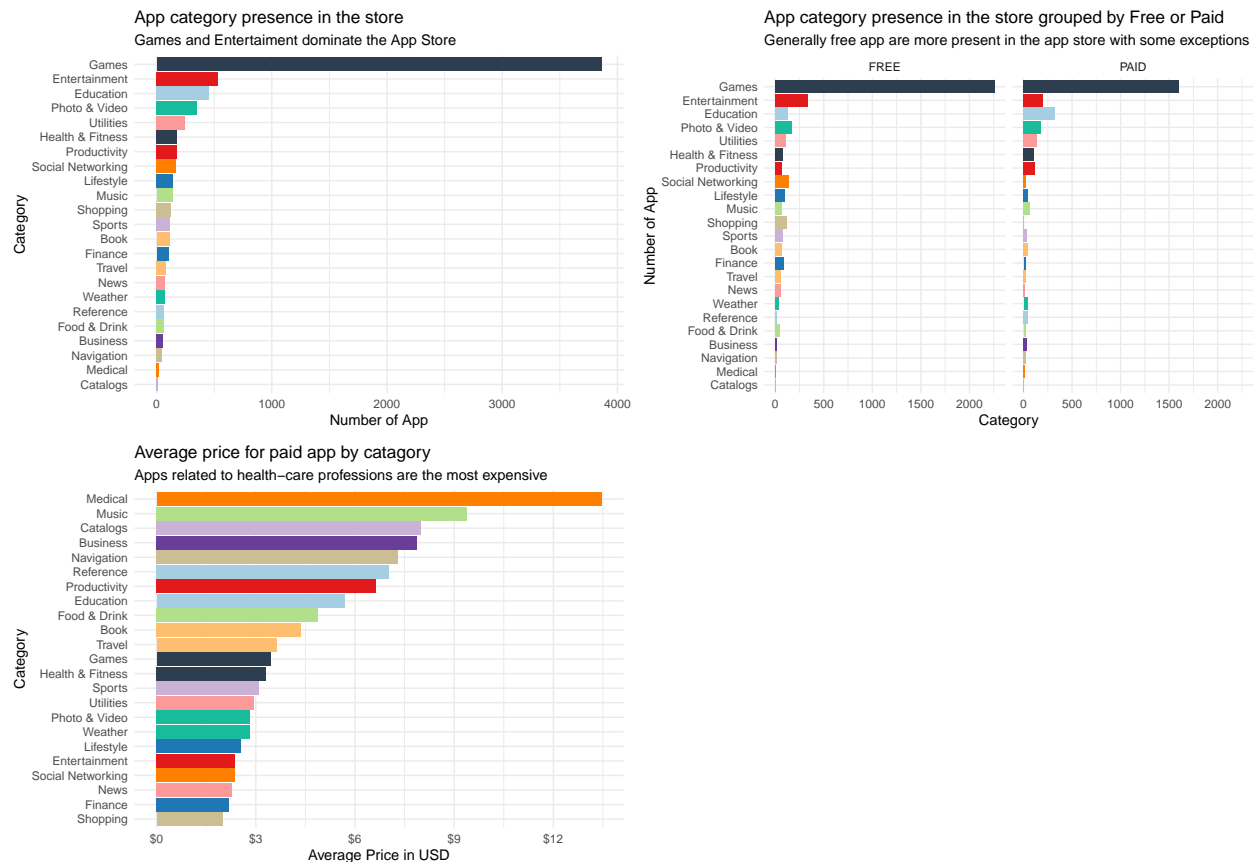 App category presence in the store
Games and Entertaiment dominate the App Store
Category
Games
Entertainment
Education
Photo & Video
Utilities
Health & Fitness
Productivity
Social Networking
Lifestyle
Music
Shopping
Sports
Book
Finance
Travel
News
Weather
Reference
Food & Drink
Business
Navigation
Medical
Catalogs
0 1000 2000 3000 4000
Number of App
App category presence in the store grouped by Free or Paid
Generally free app are more present in the app store with some exceptions
FREE PAID
Number of App
Games
Entertainment
Education
Photo & Video
Utilities
Health & Fitness
Productivity
Social Networking
Lifestyle
Music
Shopping
Sports
Book
Finance
Travel
News
Weather
Reference
Food & Drink
Business
Navigation
Medical
Catalogs
0 500 1000 1500 2000 0 500 1000 1500 2000
Category
Average price for paid app by catagory
Apps related to health−care professions are the most expensive
Category
Medical
Music
Catalogs
Business
Navigation
Reference
Productivity
Education
Food & Drink
Book
Travel
Games
Health & Fitness
Sports
Utilities
Photo & Video
Weather
Lifestyle
Entertainment
Social Networking
News
Finance
Shopping
$0 $3 $6 $9 $12
Average Price in USD